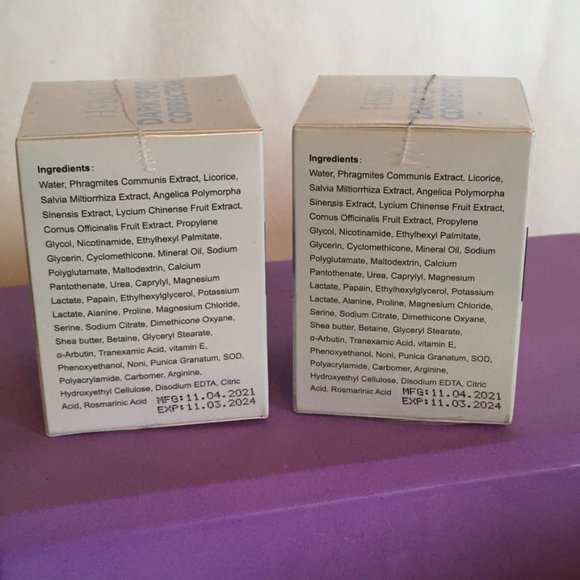 DARK SPOT
CORRECTOR
Ingredients:
Water, Phragmites Communis Extract, Licorice,
Salvia Miltiorrhiza Extract, Angelica Polymorpha
Sinensis Extract, Lycium Chinense Fruit Extract,
Cornus Officinalis Fruit Extract, Propylene
Glycol, Nicotinamide, Ethylhexyl Palmitate,
Glycerin, Cyclomethicone, Mineral Oil, Sodium
Polyglutamate, Maltodextrin, Calcium
Pantothenate, Urea, Caprylyl, Magnesium
Lactate, Papain, Ethylhexylglycerol, Potassium
Lactate, Alanine, Proline, Magnesium Chloride,
Serine, Sodium Citrate, Dimethicone Oxyane,
Shea butter, Betaine, Glyceryl Stearate,
α-Arbutin, Tranexamic Acid, vitamin E,
Phenoxyethanol, Noni, Punica Granatum, SOD,
Polyacrylamide, Carbomer, Arginine,
Hydroxyethyl Cellulose, Disodium EDTA, Citric
Acid, Rosmarinic Acid
MFG:11.04.2021
EXP:11.03.2024
DARK SPOT
CORRECTOR
Ingredients:
Water, Phragmites Communis Extract, Licorice,
Salvia Miltiorrhiza Extract, Angelica Polymorpha
Sinensis Extract, Lycium Chinense Fruit Extract,
Cornus Officinalis Fruit Extract, Propylene
Glycol, Nicotinamide, Ethylhexyl Palmitate,
Glycerin, Cyclomethicone, Mineral Oil, Sodium
Polyglutamate, Maltodextrin, Calcium
Pantothenate, Urea, Caprylyl, Magnesium
Lactate, Papain, Ethylhexylglycerol, Potassium
Lactate, Alanine, Proline, Magnesium Chloride,
Serine, Sodium Citrate, Dimethicone Oxyane,
Shea butter, Betaine, Glyceryl Stearate,
α-Arbutin, Tranexamic Acid, vitamin E,
Phenoxyethanol, Noni, Punica Granatum, SOD,
Polyacrylamide, Carbomer, Arginine,
Hydroxyethyl Cellulose, Disodium EDTA, Citric
Acid, Rosmarinic Acid
MFG:11.04.2021
EXP:11.03.2024